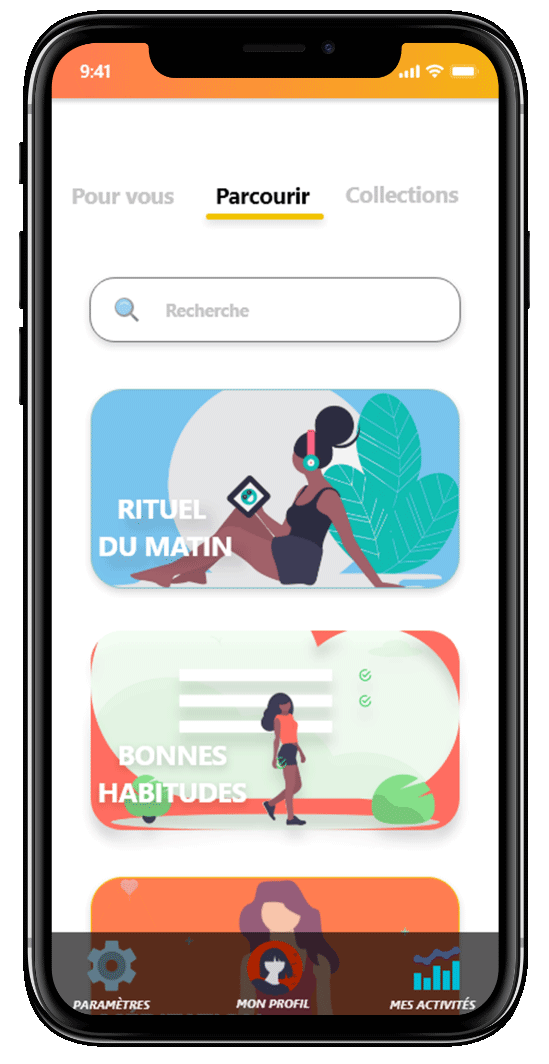 9:41
Pour vous Parcourir Collections
Recherche
RITUEL
DU MATIN
BONNES
HABITUDES
PARAMÈTRES MON PROFIL MES ACTIVITÉS